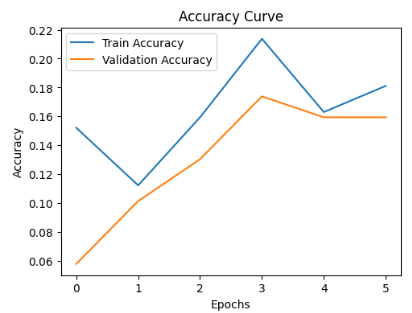 Accuracy Curve
Train Accuracy
Validation Accuracy
0.22
0.20
0.18
0.16
0.14
0.12
0.10
0.08
0.06
Accuracy
0 1 2 3 4 5
Epochs